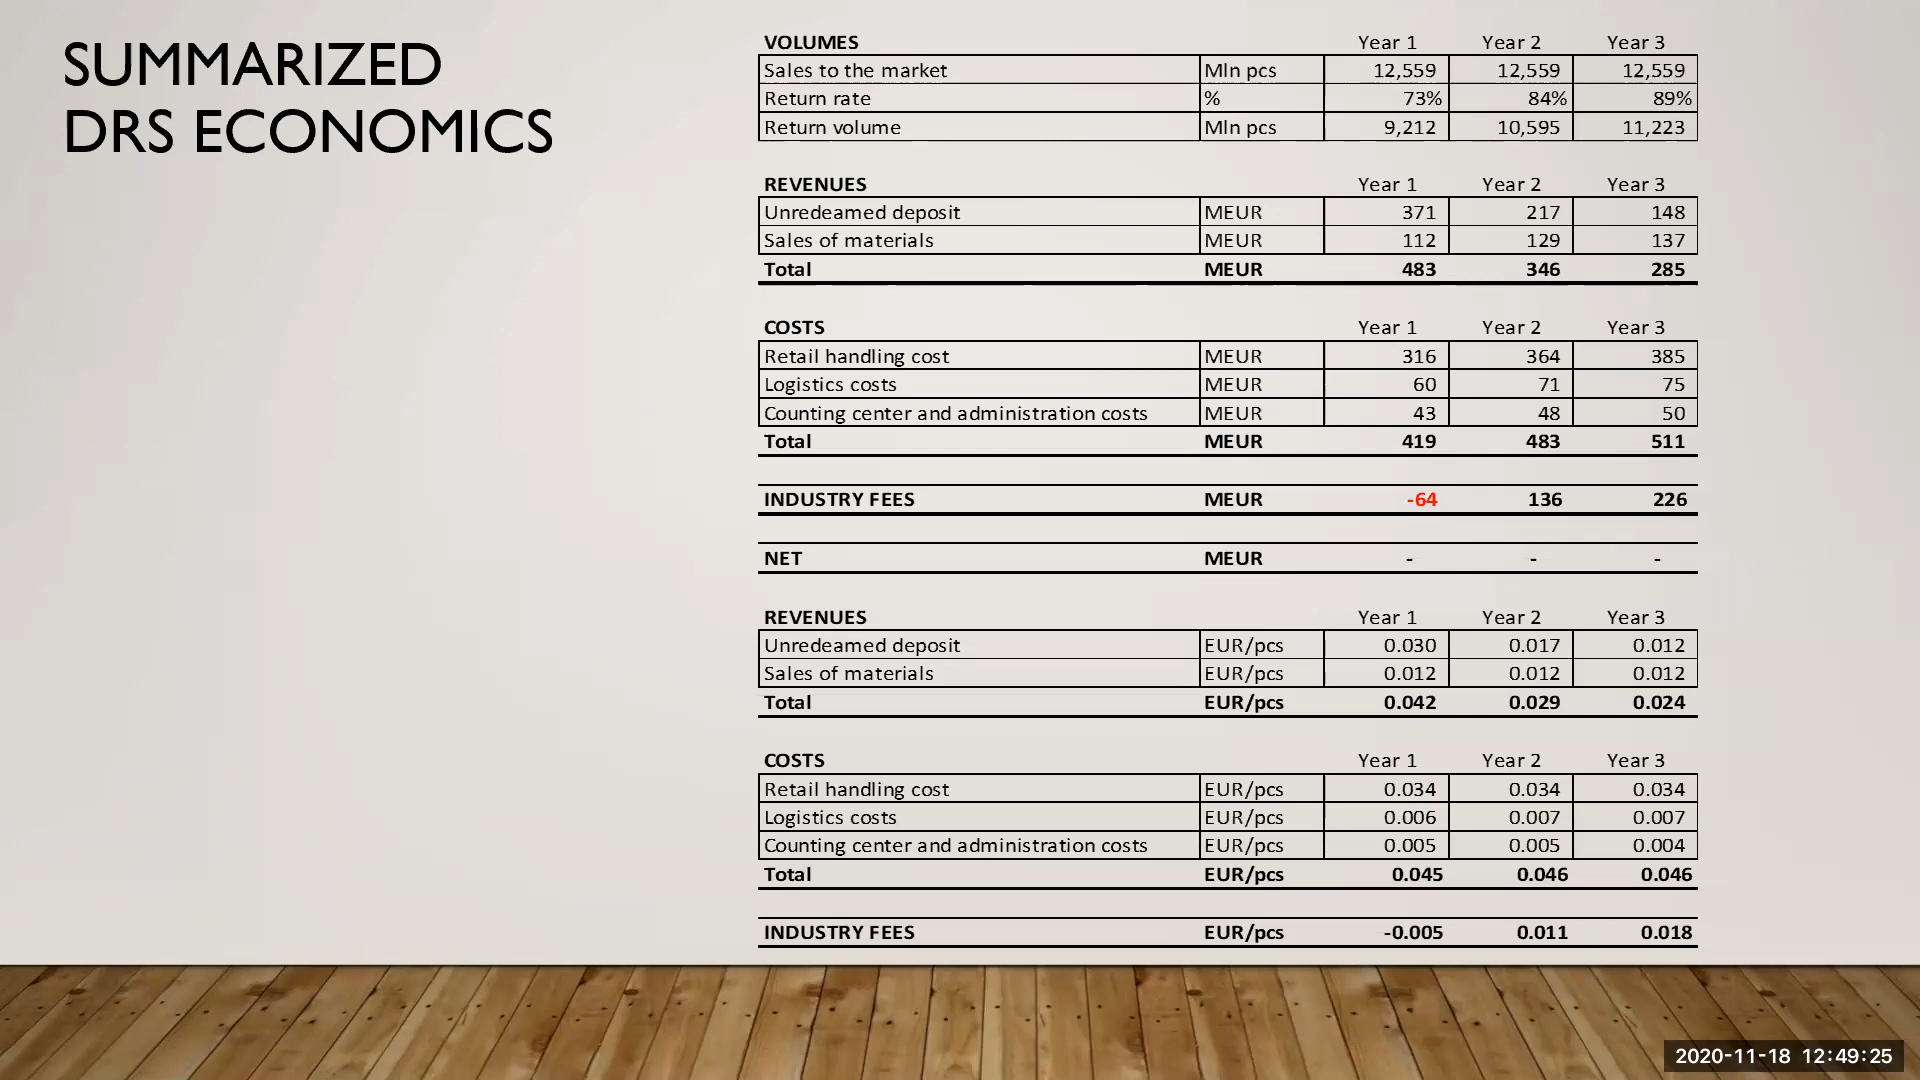 SUMMARIZED
DRS ECONOMICS
VOLUMES Year 1 Year 2 Year 3
Sales to the market Mln pcs 12,559 12,559 12,559
Return rate % 73% 84% 89%
Return volume Mln pcs 9,212 10,595 11,223
REVENUES Year 1 Year 2 Year 3
Unredeamed deposit MEUR 371 217 148
Sales of materials MEUR 112 129 137
Total MEUR 483 346 285
COSTS Year 1 Year 2 Year 3
Retail handling cost MEUR 316 364 385
Logistics costs MEUR 60 71 75
Counting center and administration costs MEUR 43 48 50
Total MEUR 419 483 511
INDUSTRY FEES MEUR -64 136 226
NET MEUR - - -
REVENUES Year 1 Year 2 Year 3
Unredeamed deposit EUR/pcs 0.030 0.017 0.012
Sales of materials EUR/pcs 0.012 0.012 0.012
Total EUR/pcs 0.042 0.029 0.024
COSTS Year 1 Year 2 Year 3
Retail handling cost EUR/pcs 0.034 0.034 0.034
Logistics costs EUR/pcs 0.006 0.007 0.007
Counting center and administration costs EUR/pcs 0.005 0.005 0.004
Total EUR/pcs 0.045 0.046 0.046
INDUSTRY FEES EUR/pcs -0.005 0.011 0.018
2020-11-18 12:49:25